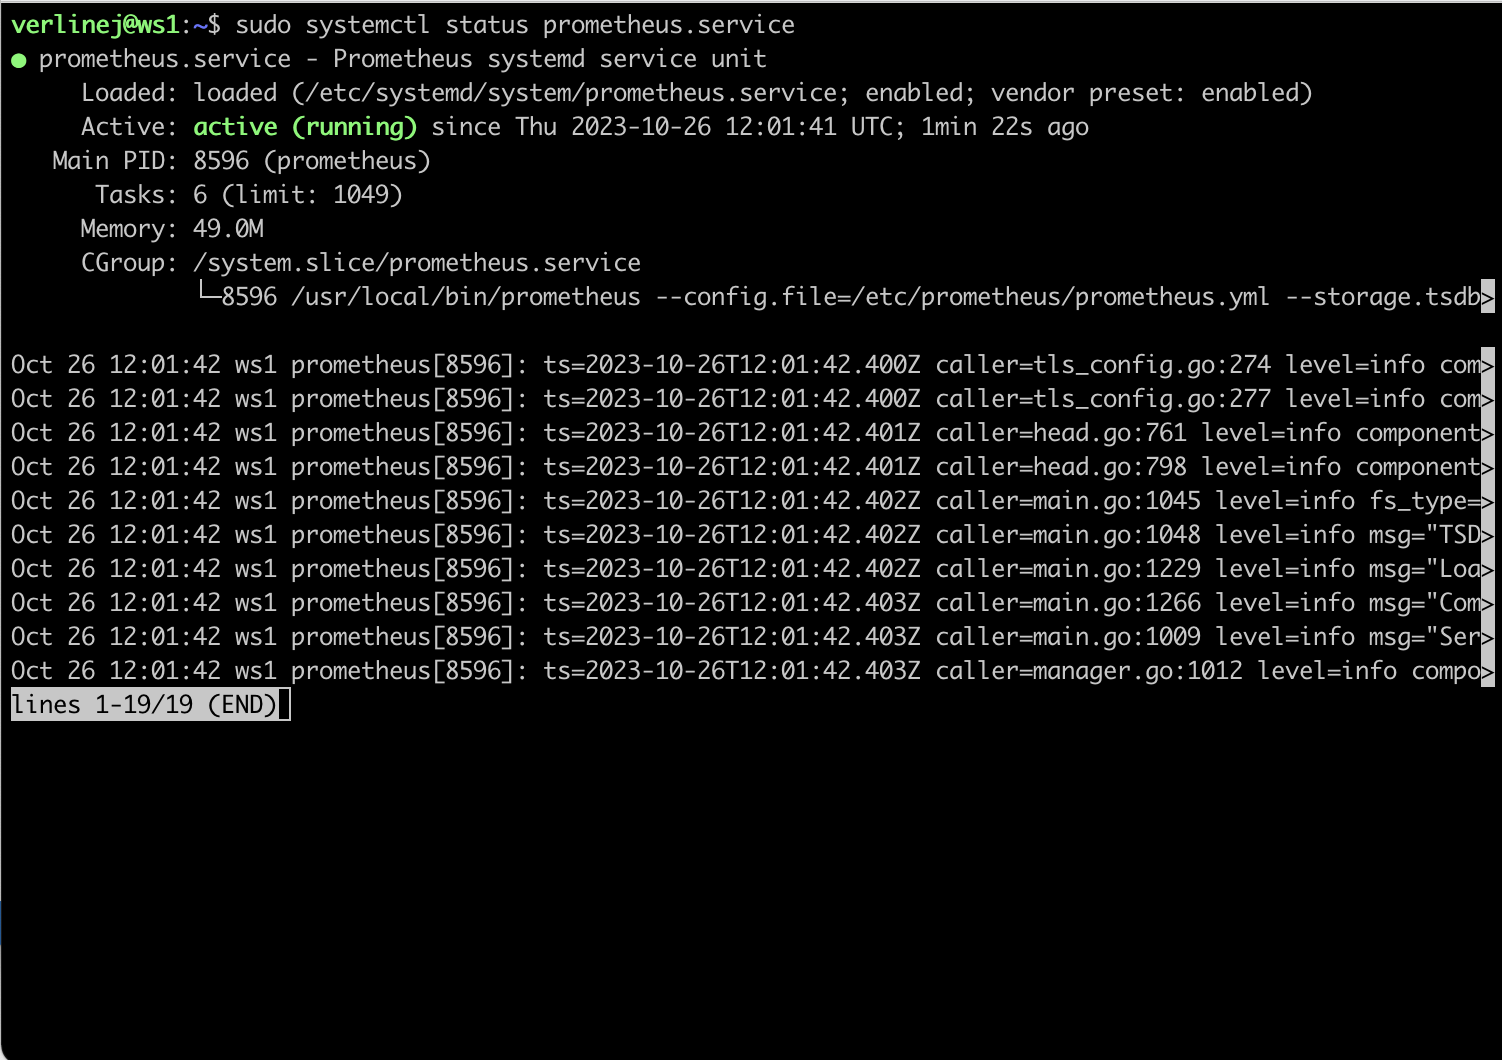 verlinej@ws1:~$ sudo systemctl status prometheus.service
● prometheus.service - Prometheus systemd service unit
     Loaded: loaded (/etc/systemd/system/prometheus.service; enabled; vendor preset: enabled)
     Active: active (running) since Thu 2023-10-26 12:01:41 UTC; 1min 22s ago
   Main PID: 8596 (prometheus)
      Tasks: 6 (limit: 1049)
     Memory: 49.0M
     CGroup: /system.slice/prometheus.service
             └─8596 /usr/local/bin/prometheus --config.file=/etc/prometheus/prometheus.yml --storage.tsdb>

Oct 26 12:01:42 ws1 prometheus[8596]: ts=2023-10-26T12:01:42.400Z caller=tls_config.go:274 level=info com>
Oct 26 12:01:42 ws1 prometheus[8596]: ts=2023-10-26T12:01:42.400Z caller=tls_config.go:277 level=info com>
Oct 26 12:01:42 ws1 prometheus[8596]: ts=2023-10-26T12:01:42.401Z caller=head.go:761 level=info component>
Oct 26 12:01:42 ws1 prometheus[8596]: ts=2023-10-26T12:01:42.401Z caller=head.go:798 level=info component>
Oct 26 12:01:42 ws1 prometheus[8596]: ts=2023-10-26T12:01:42.402Z caller=main.go:1045 level=info fs_type=>
Oct 26 12:01:42 ws1 prometheus[8596]: ts=2023-10-26T12:01:42.402Z caller=main.go:1048 level=info msg="TSD>
Oct 26 12:01:42 ws1 prometheus[8596]: ts=2023-10-26T12:01:42.402Z caller=main.go:1229 level=info msg="Loa>
Oct 26 12:01:42 ws1 prometheus[8596]: ts=2023-10-26T12:01:42.403Z caller=main.go:1266 level=info msg="Com>
Oct 26 12:01:42 ws1 prometheus[8596]: ts=2023-10-26T12:01:42.403Z caller=main.go:1009 level=info msg="Ser>
Oct 26 12:01:42 ws1 prometheus[8596]: ts=2023-10-26T12:01:42.403Z caller=manager.go:1012 level=info compo>
lines 1-19/19 (END)